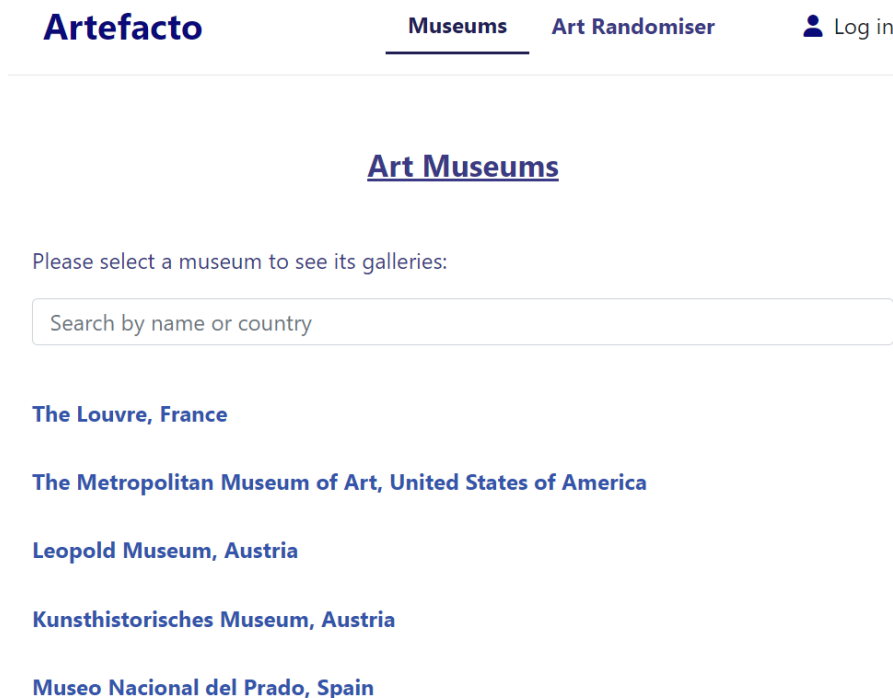 Artefacto
Museums
Art Randomiser
Log in
Art Museums
Please select a museum to see its galleries:
Search by name or country
The Louvre, France
The Metropolitan Museum of Art, United States of America
Leopold Museum, Austria
Kunsthistorisches Museum, Austria
Museo Nacional del Prado, Spain